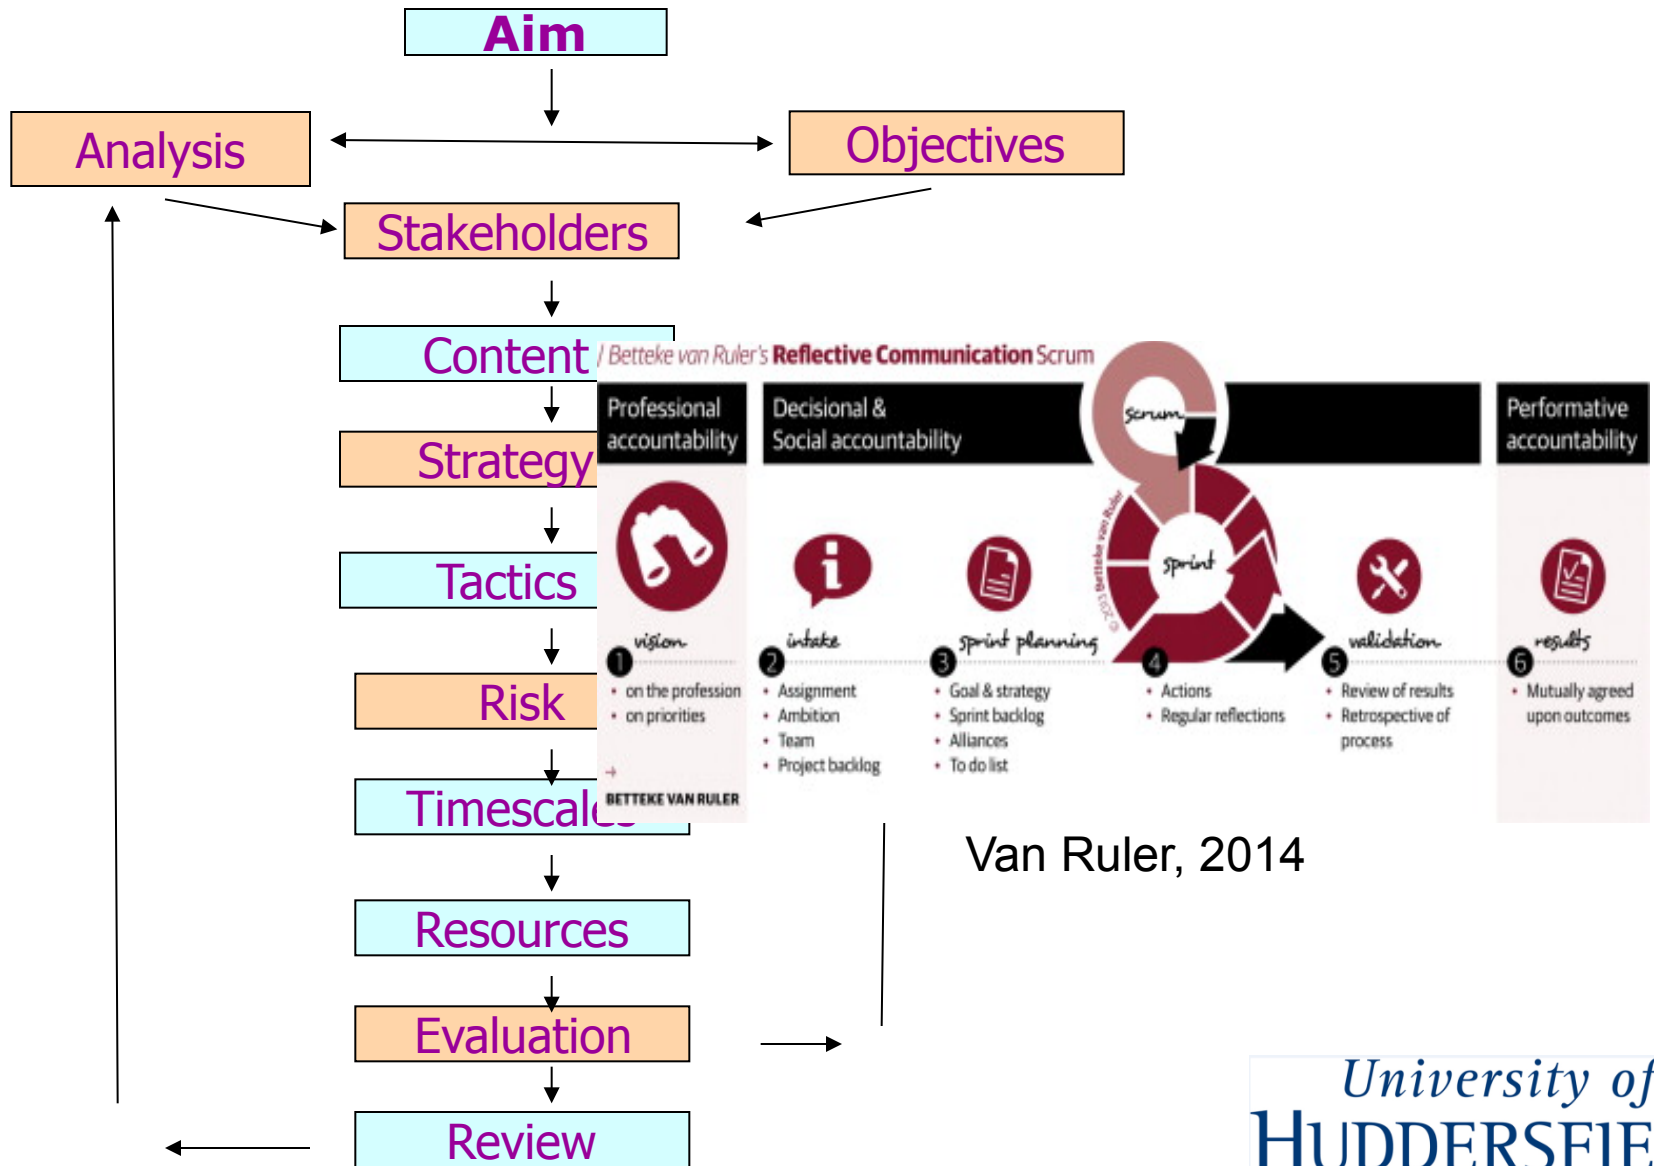 Aim
Analysis
Objectives
Stakeholders
Content
Strategy
Tactics
Risk
Timescales
Resources
Evaluation
Review
/ Betteke van Ruler's Reflective Communication Scrum
Professional
accountability
Decisional &
Social accountability
scrum
Performative
accountability
© 2013 Betteke van Ruler
sprint
vision
1
• on the profession
• on priorities
BETTEKE VAN RULER
intake
2
• Assignment
• Ambition
• Team
• Project backlog
sprint planning
3
• Goal & strategy
• Sprint backlog
• Alliances
• To do list
4
• Actions
• Regular reflections
validation
5
• Review of results
• Retrospective of
process
results
6
• Mutually agreed
upon outcomes
Van Ruler, 2014
University of
HUDDERSFIE